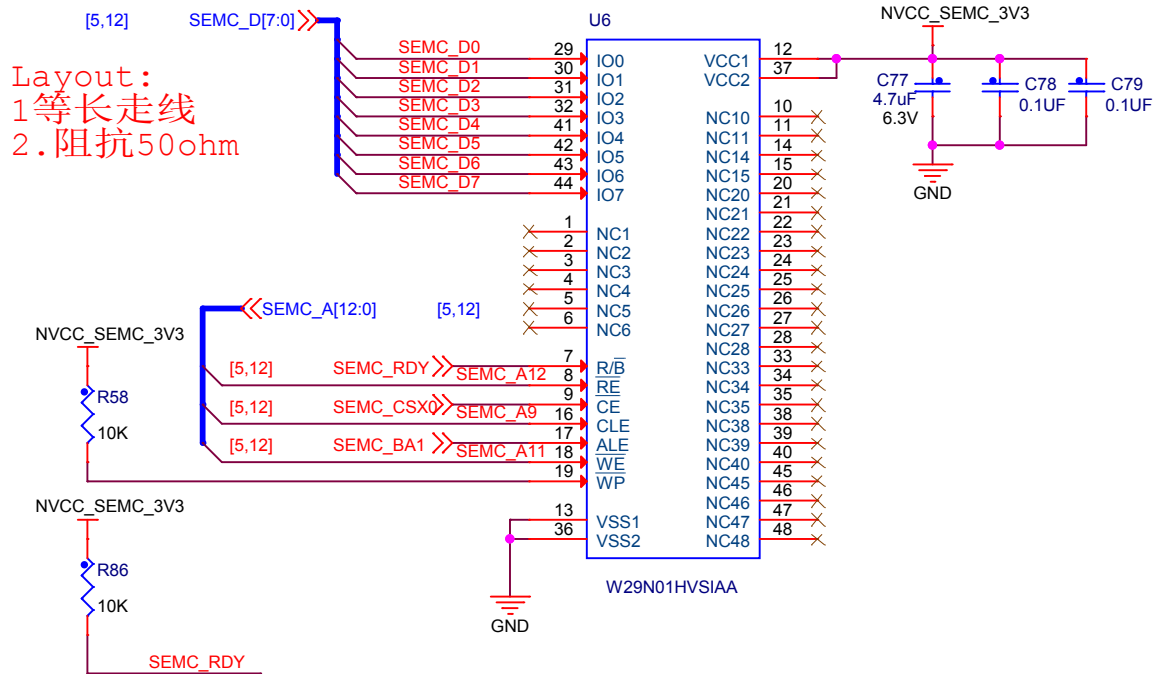 [5,12]
SEMC_D[7:0]
Layout:
1等长走线
2.阻抗50ohm
U6
SEMC_D0 29 IO0
SEMC_D1 30 IO1
SEMC_D2 31 IO2
SEMC_D3 32 IO3
SEMC_D4 41 IO4
SEMC_D5 42 IO5
SEMC_D6 43 IO6
SEMC_D7 44 IO7
1 NC1
2 NC2
3 NC3
4 NC4
5 NC5
6 NC6
SEMC_A[12:0]
[5,12]
NVCC_SEMC_3V3
R58
10K
[5,12] SEMC_RDY 7 R/B
SEMC_A12 8 RE
[5,12] SEMC_CSX0 9 CE
SEMC_A9 16 CLE
[5,12] SEMC_BA1 17 ALE
SEMC_A11 18 WE
19 WP
13 VSS1
36 VSS2
GND
NVCC_SEMC_3V3
R86
10K
SEMC_RDY
VCC1 12
VCC2 37
NC10 10
NC11 11
NC14 14
NC15 15
NC20 20
NC21 21
NC22 22
NC23 23
NC24 24
NC25 25
NC26 26
NC27 27
NC28 28
NC33 33
NC34 34
NC35 35
NC38 38
NC39 39
NC40 40
NC45 45
NC46 46
NC47 47
NC48 48
W29N01HVSIAA
NVCC_SEMC_3V3
C77
4.7uF
6.3V
C78
0.1UF
C79
0.1UF
GND